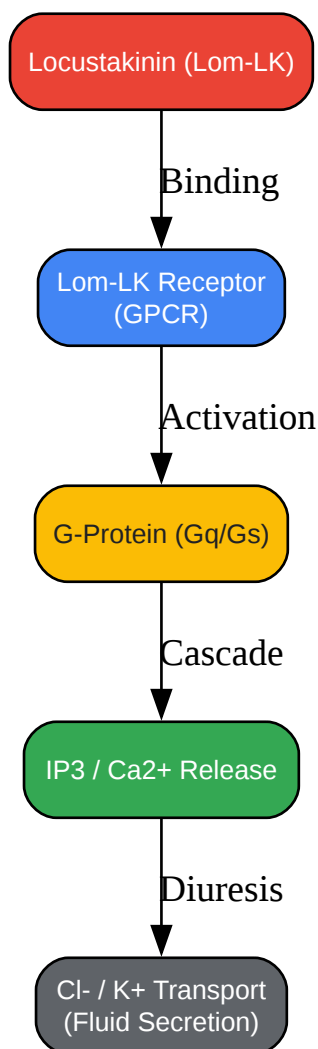 Locustakinin (Lom-LK)
Binding
Lom-LK Receptor
(GPCR)
Activation
G-Protein (Gq/Gs)
Cascade
IP3 / Ca2+ Release
Diuresis
Cl- / K+ Transport
(Fluid Secretion)